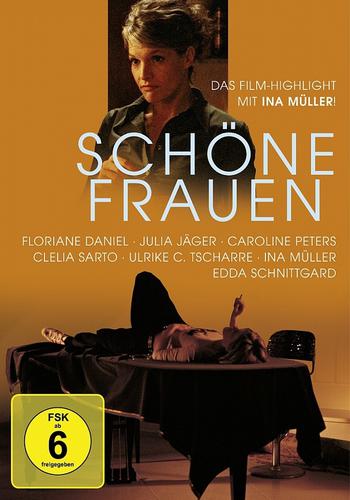 DAS FILM-HIGHLIGHT
MIT INA MÜLLER!
SCHÖNE
FRAUEN
FLORIANE DANIEL · JULIA JÄGER · CAROLINE PETERS
CLELIA SARTO · ULRIKE C. TSCHARRE · INA MÜLLER
EDDA SCHNITTGARD
FSK
ab
6
freigegeben